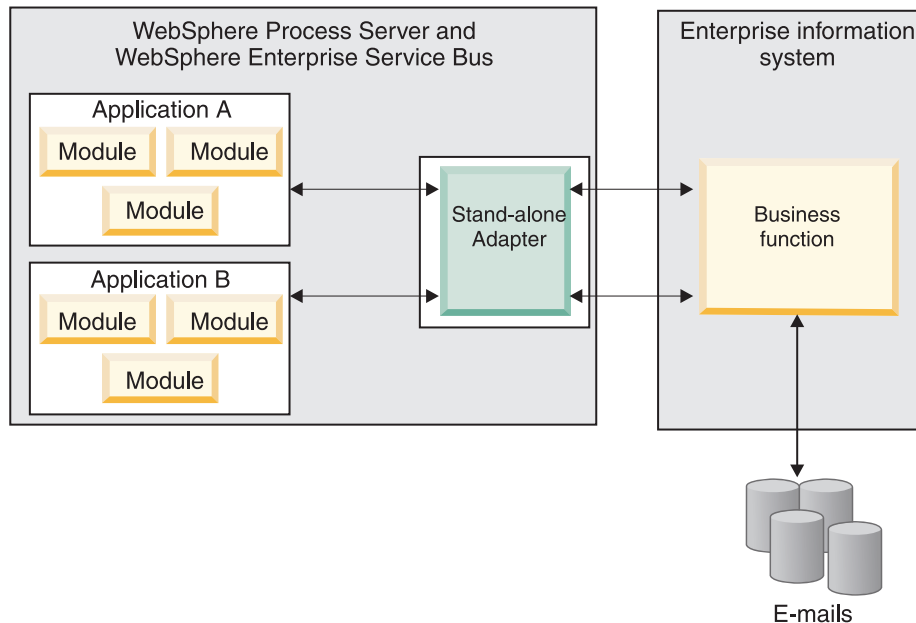 WebSphere Process Server and
WebSphere Enterprise Service Bus
Application A
Module
Module
Module
Application B
Module
Module
Module
Stand-alone
Adapter
Enterprise information
system
Business
function
E-mails